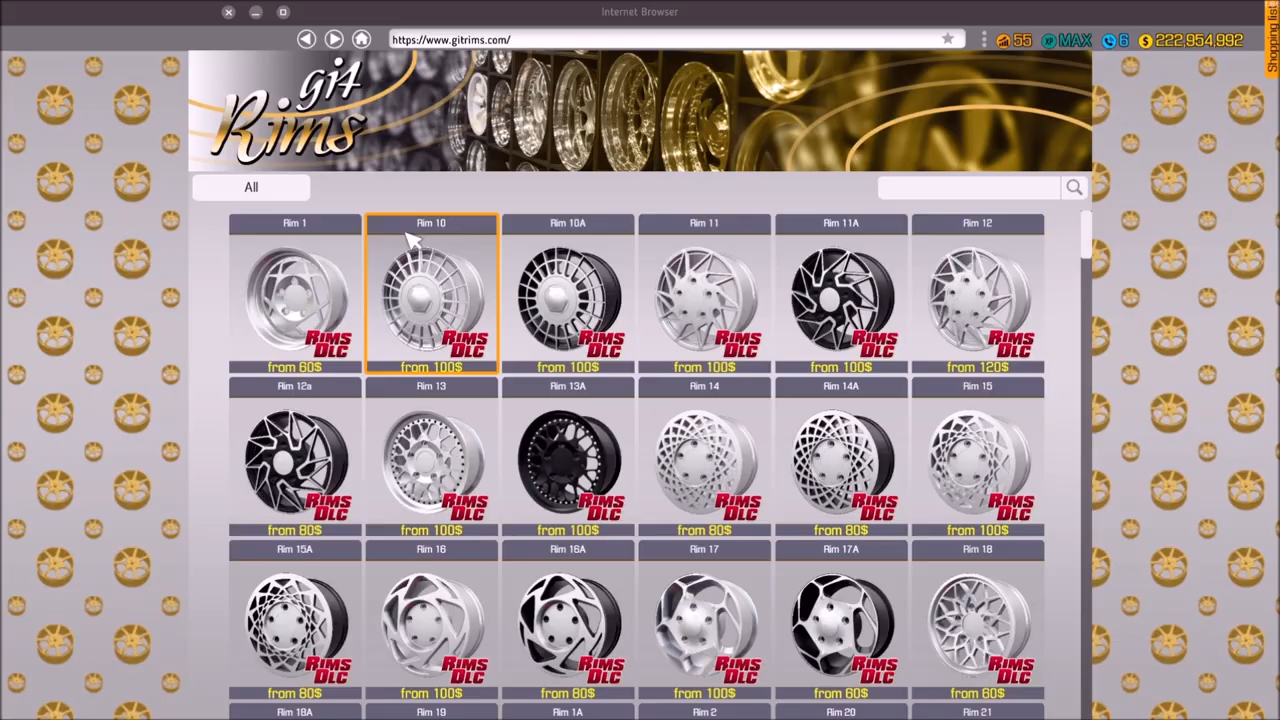 Internet Browser
https://www.gitrims.com/
55 XP MAX 6 $ 222,954,992
Shopping list
git
Rims
All
Rim 1 Rim 10 Rim 10A Rim 11 Rim 11A Rim 12
RIMS DLC RIMS DLC RIMS DLC RIMS DLC RIMS DLC RIMS DLC
from 60$ from 100$ from 100$ from 100$ from 100$ from 120$
Rim 12a Rim 13 Rim 13A Rim 14 Rim 14A Rim 15
RIMS DLC RIMS DLC RIMS DLC RIMS DLC RIMS DLC RIMS DLC
from 80$ from 100$ from 100$ from 80$ from 80$ from 100$
Rim 15A Rim 16 Rim 16A Rim 17 Rim 17A Rim 18
RIMS DLC RIMS DLC RIMS DLC RIMS DLC RIMS DLC RIMS DLC
from 80$ from 100$ from 80$ from 100$ from 60$ from 60$
Rim 18A Rim 19 Rim 1A Rim 2 Rim 20 Rim 21